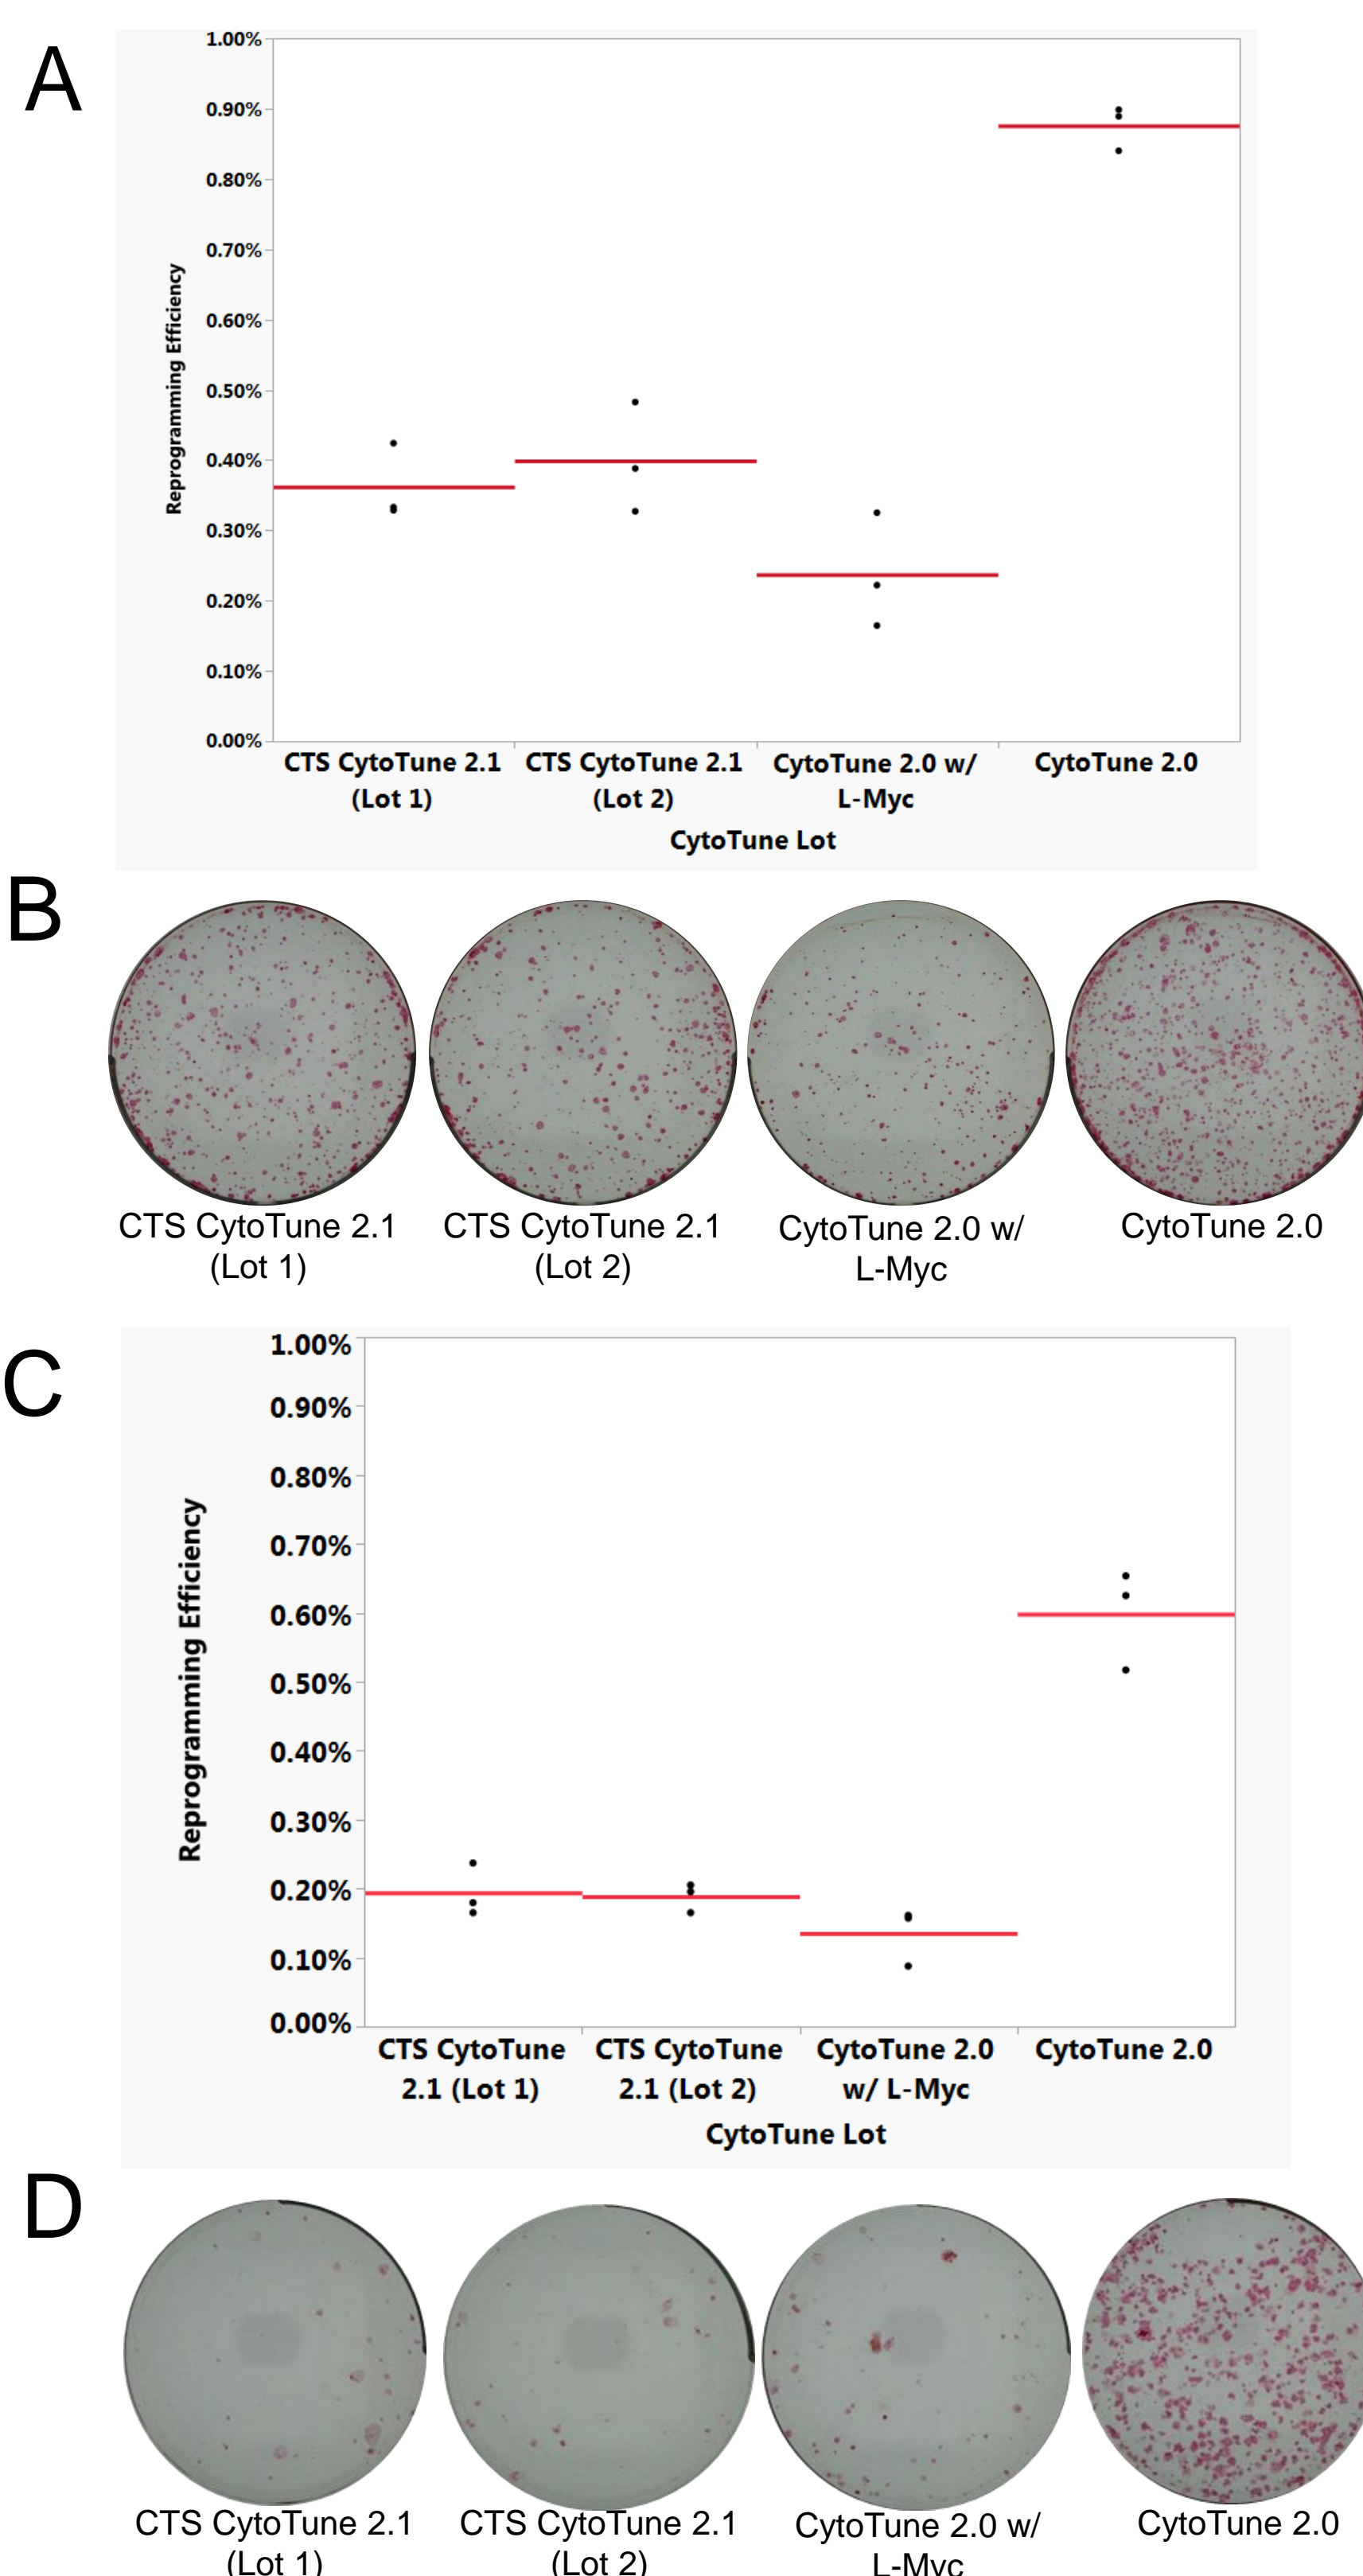 A
1.00%
0.90%
0.80%
0.70%
0.60%
0.50%
0.40%
0.30%
0.20%
0.10%
0.00%
Reprogramming Efficiency
CTS CytoTune 2.1 CTS CytoTune 2.1 CytoTune 2.0 w/ CytoTune 2.0
(Lot 1) (Lot 2) L-Myc
CytoTune Lot
B
CTS CytoTune 2.1 CTS CytoTune 2.1 CytoTune 2.0 w/ CytoTune 2.0
(Lot 1) (Lot 2) L-Myc
C
1.00%
0.90%
0.80%
0.70%
0.60%
0.50%
0.40%
0.30%
0.20%
0.10%
0.00%
Reprogramming Efficiency
CTS CytoTune CTS CytoTune CytoTune 2.0 CytoTune 2.0
2.1 (Lot 1) 2.1 (Lot 2) w/ L-Myc
CytoTune Lot
D
CTS CytoTune 2.1 CTS CytoTune 2.1 CytoTune 2.0 w/ CytoTune 2.0
(Lot 1) (Lot 2) L-Myc